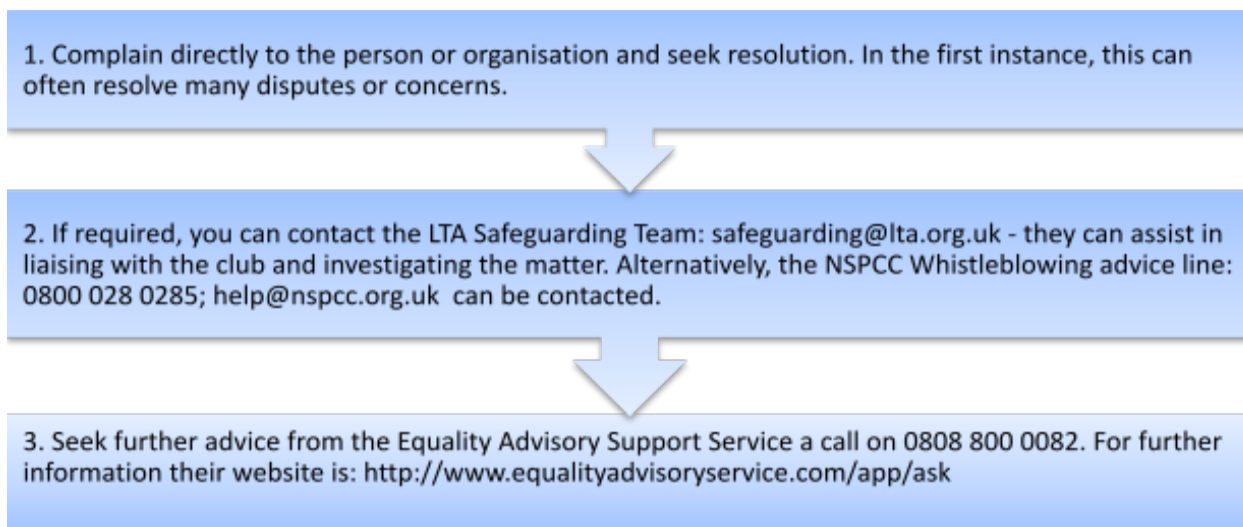 1. Complain directly to the person or organisation and seek resolution. In the first instance, this can
often resolve many disputes or concerns.
2. If required, you can contact the LTA Safeguarding Team: safeguarding@lta.org.uk - they can assist in
liaising with the club and investigating the matter. Alternatively, the NSPCC Whistleblowing advice line:
0800 028 0285; help@nspcc.org.uk  can be contacted.
3. Seek further advice from the Equality Advisory Support Service a call on 0808 800 0082. For further
information their website is: http://www.equalityadvisoryservice.com/app/ask